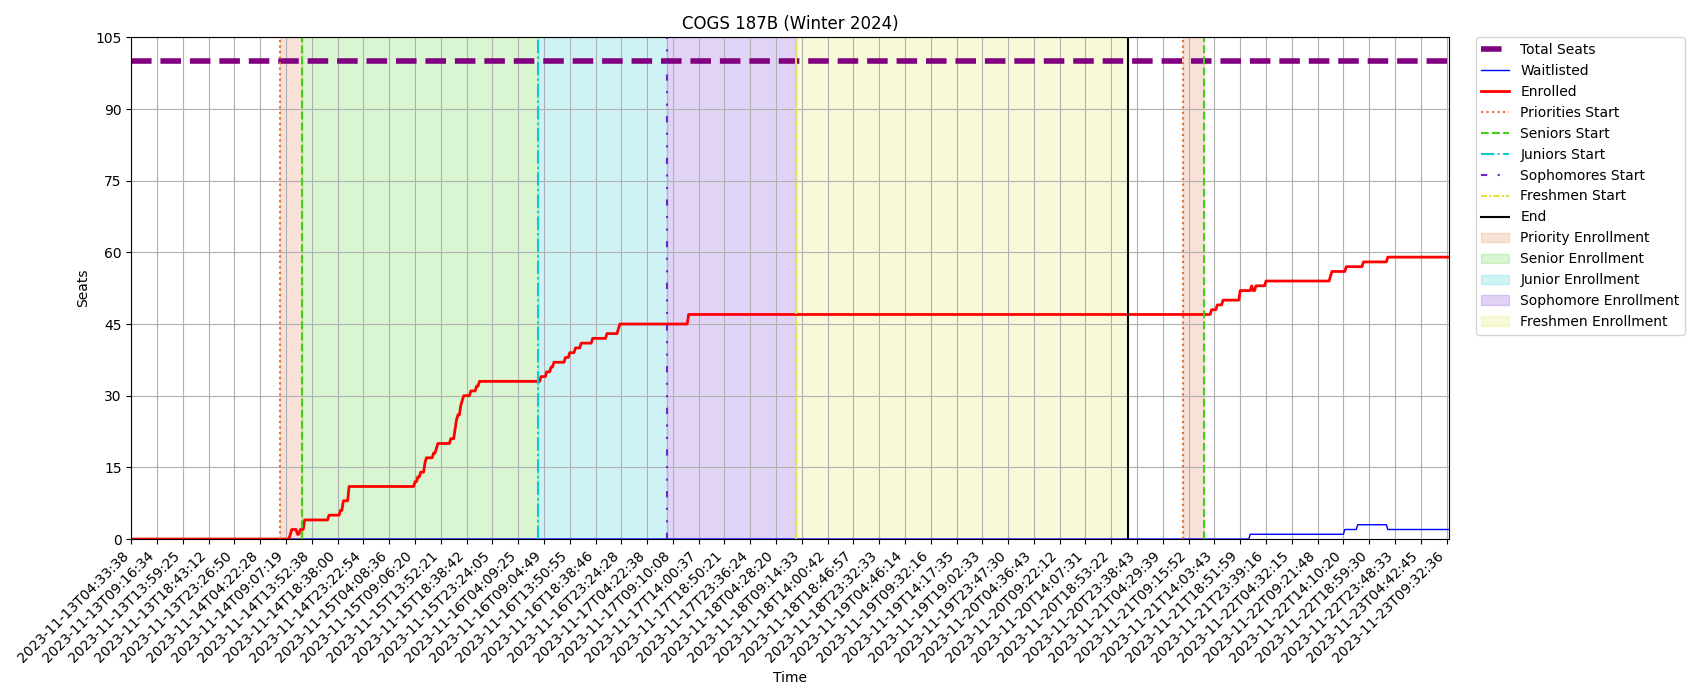 COGS 187B (Winter 2024)
105
90
75
60
45
30
15
0
Seats
2023-11-13T04:33:38
2023-11-13T09:16:34
2023-11-13T13:59:25
2023-11-13T18:43:12
2023-11-13T23:26:50
2023-11-14T04:22:28
2023-11-14T09:07:19
2023-11-14T13:52:38
2023-11-14T18:38:00
2023-11-14T23:22:54
2023-11-15T04:08:36
2023-11-15T09:06:20
2023-11-15T13:52:21
2023-11-15T18:38:42
2023-11-15T23:24:05
2023-11-16T04:09:25
2023-11-16T09:04:49
2023-11-16T13:50:55
2023-11-16T18:38:46
2023-11-16T23:24:28
2023-11-17T04:22:38
2023-11-17T09:10:08
2023-11-17T14:00:37
2023-11-17T18:50:21
2023-11-17T23:36:24
2023-11-18T04:28:20
2023-11-18T09:14:33
2023-11-18T14:00:42
2023-11-18T18:46:57
2023-11-18T23:32:33
2023-11-19T04:46:14
2023-11-19T09:32:16
2023-11-19T14:17:35
2023-11-19T19:02:33
2023-11-19T23:47:30
2023-11-20T04:36:43
2023-11-20T09:22:12
2023-11-20T14:07:31
2023-11-20T18:53:22
2023-11-20T23:38:43
2023-11-21T04:29:39
2023-11-21T09:15:52
2023-11-21T14:03:43
2023-11-21T18:51:59
2023-11-21T23:39:16
2023-11-22T04:32:15
2023-11-22T09:21:48
2023-11-22T14:10:20
2023-11-22T18:59:30
2023-11-22T23:48:33
2023-11-23T04:42:45
2023-11-23T09:32:36
Time
Total Seats
Waitlisted
Enrolled
Priorities Start
Seniors Start
Juniors Start
Sophomores Start
Freshmen Start
End
Priority Enrollment
Senior Enrollment
Junior Enrollment
Sophomore Enrollment
Freshmen Enrollment